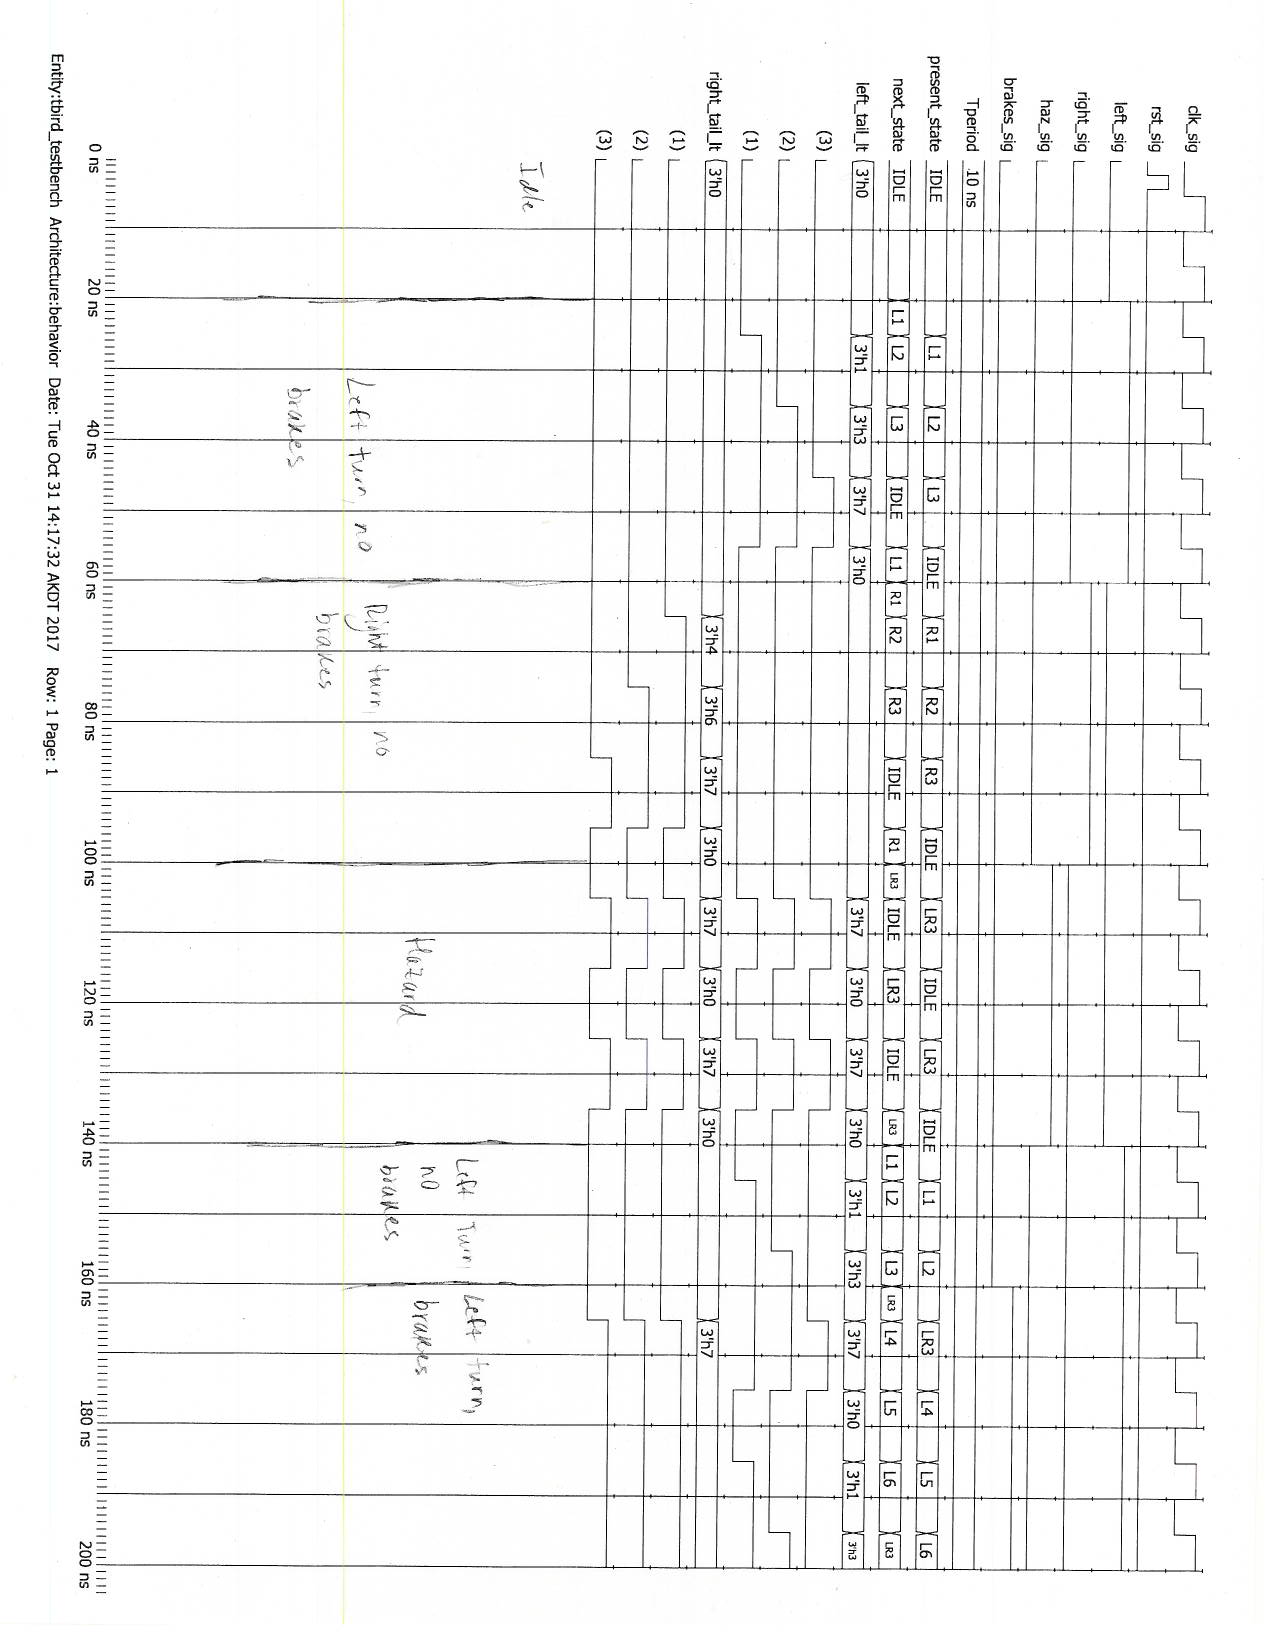 clk_sig
rst_sig
left_sig
right_sig
haz_sig
brakes_sig
Tperiod 10 ns
present_state IDLE L1 L2 L3 IDLE R1 R2 R3 IDLE LR3 IDLE LR3 IDLE L1 L2 LR3 L4 L5 L6
next_state IDLE L1 L2 L3 IDLE L1 R1 R2 R3 IDLE R1 LR3 IDLE LR3 IDLE LR3 L1 L2 L3 LR3 L4 L5 L6 LR3
left_tail_lt 3'h0 3'h1 3'h3 3'h7 3'h0 3'h7 3'h0 3'h7 3'h0 3'h1 3'h3 3'h7 3'h0 3'h1 3'h3
(3)
(2)
(1)
right_tail_lt 3'h0 3'h4 3'h6 3'h7 3'h0 3'h7 3'h0 3'h7 3'h0 3'h7
(1)
(2)
(3)
Idle
Left turn, no
brakes
Right turn, no
brakes
Hazard
Left Turn,
no
brakes
Left turn,
brakes
0 ns 20 ns 40 ns 60 ns 80 ns 100 ns 120 ns 140 ns 160 ns 180 ns 200 ns
Entity:tbird_testbench Architecture:behavior Date: Tue Oct 31 14:17:32 AKDT 2017 Row: 1 Page: 1